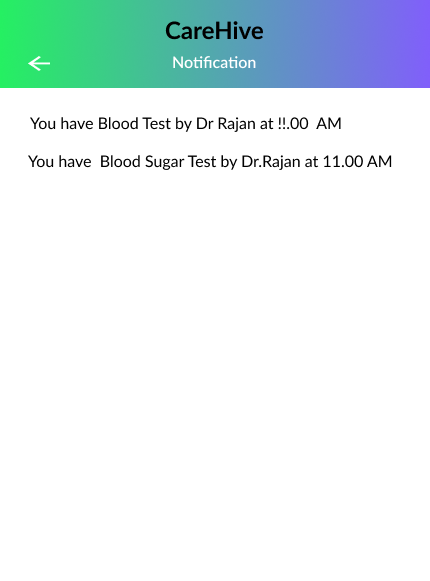 CareHive
Notification
You have Blood Test by Dr Rajan at !!.00  AM
You have  Blood Sugar Test by Dr.Rajan at 11.00 AM